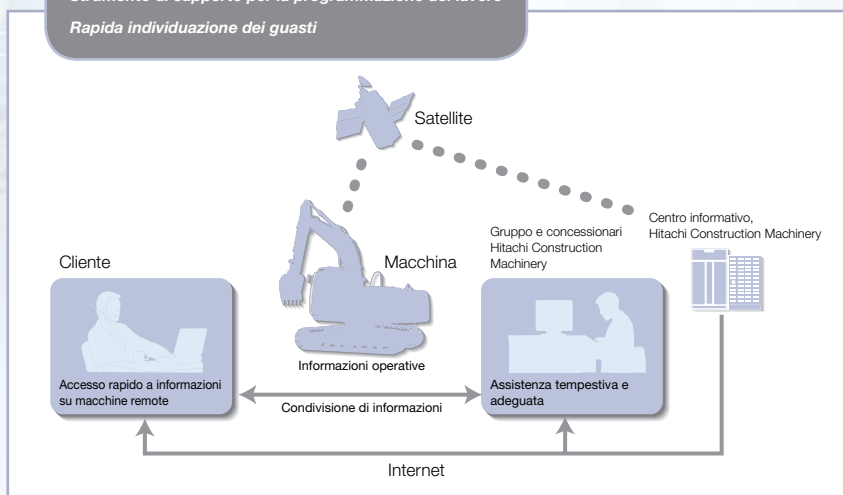 Rapida individuazione dei guasti
Satellite
Centro informativo,
Hitachi Construction Machinery
Gruppo e concessionari
Hitachi Construction
Machinery
Cliente
Macchina
Informazioni operative
Accesso rapido a informazioni
su macchine remote
Assistenza tempestiva e
adeguata
Condivisione di informazioni
Internet